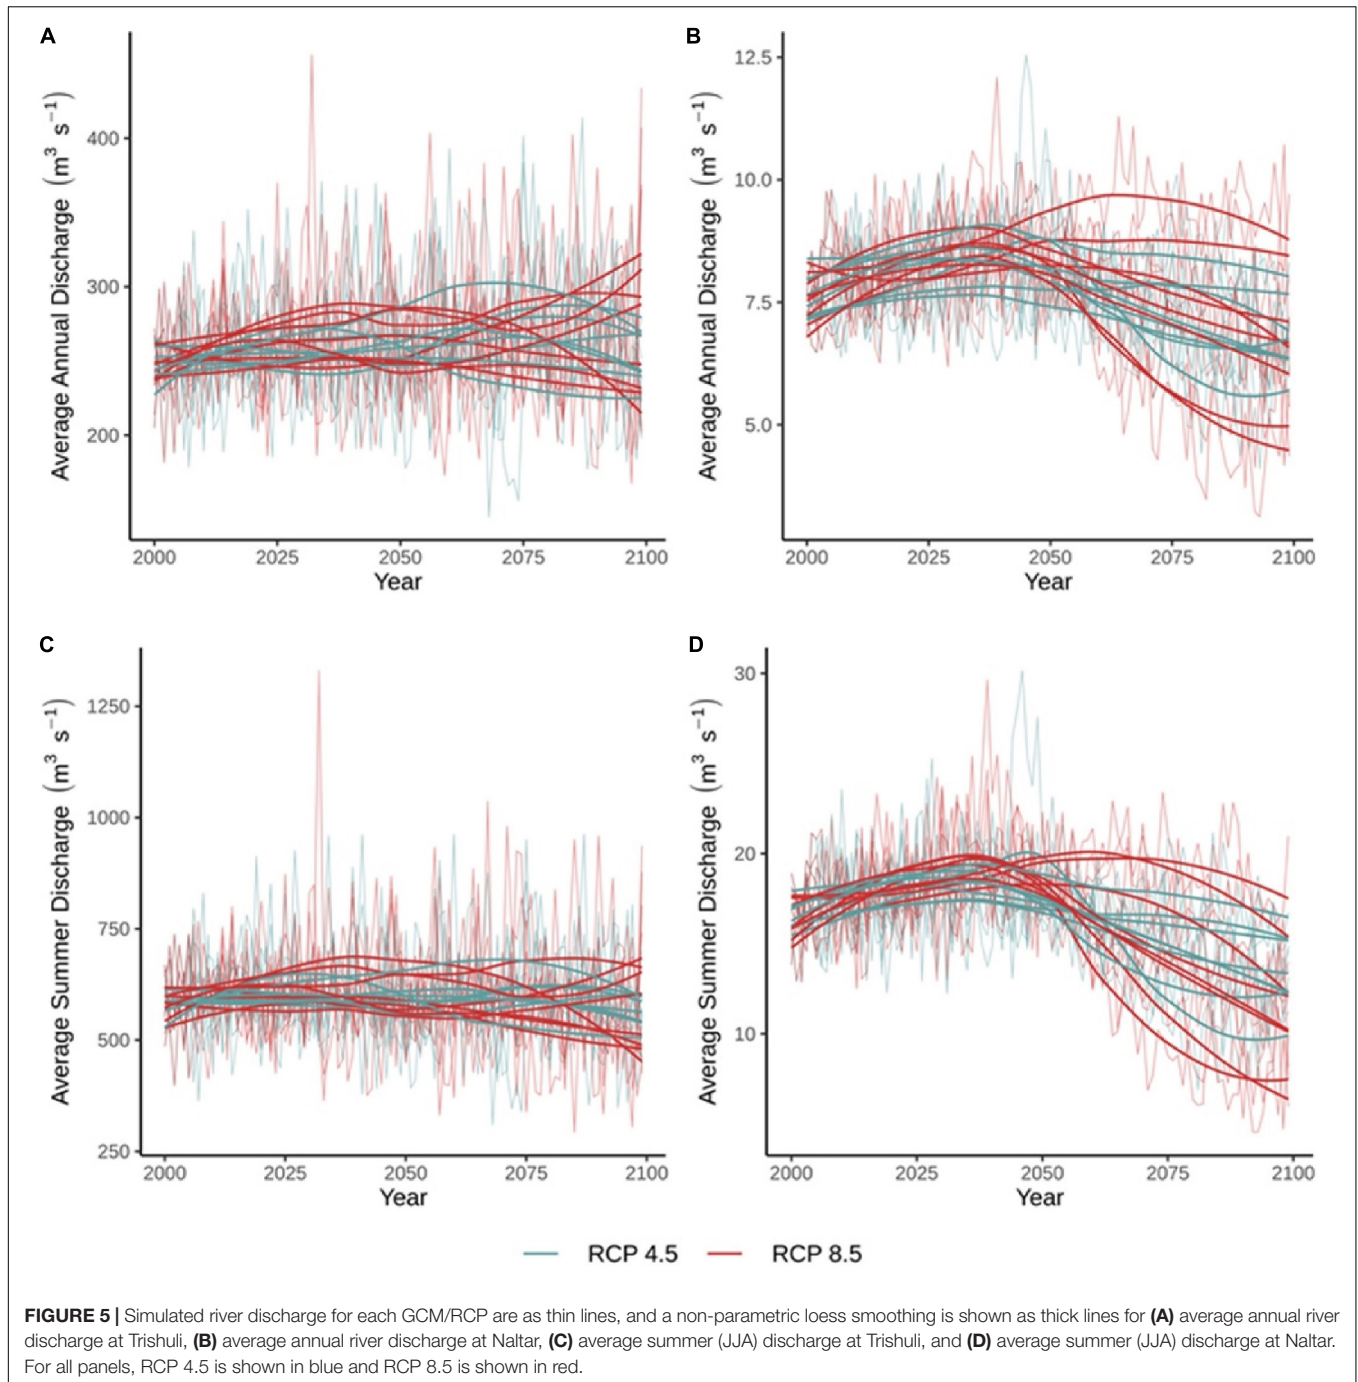 A
Average Annual Discharge (m³ s⁻¹)
400
300
200
2000 2025 2050 2075 2100
Year
B
Average Annual Discharge (m³ s⁻¹)
12.5
10.0
7.5
5.0
2000 2025 2050 2075 2100
Year
C
Average Summer Discharge (m³ s⁻¹)
1250
1000
750
500
250
2000 2025 2050 2075 2100
Year
D
Average Summer Discharge (m³ s⁻¹)
30
20
10
2000 2025 2050 2075 2100
Year
RCP 4.5 RCP 8.5
FIGURE 5 | Simulated river discharge for each GCM/RCP are as thin lines, and a non-parametric loess smoothing is shown as thick lines for (A) average annual river
discharge at Trishuli, (B) average annual river discharge at Naltar, (C) average summer (JJA) discharge at Trishuli, and (D) average summer (JJA) discharge at Naltar.
For all panels, RCP 4.5 is shown in blue and RCP 8.5 is shown in red.